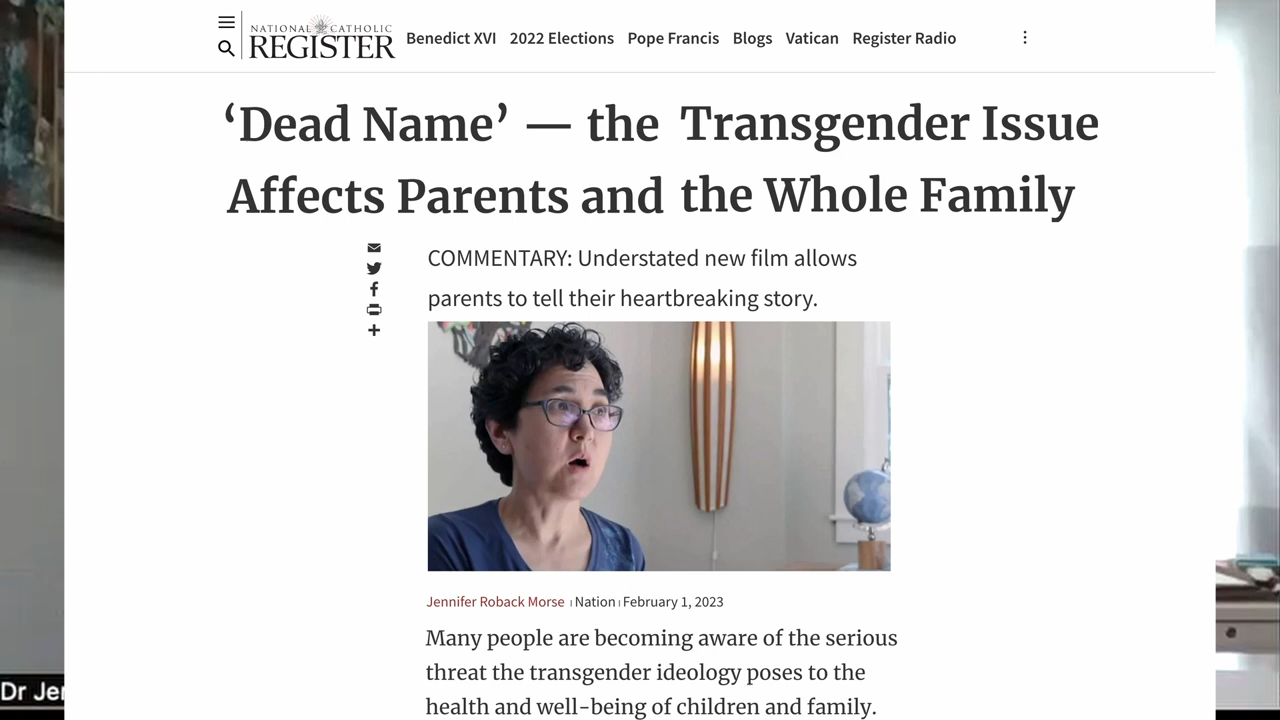 NATIONAL CATHOLIC
REGISTER
Benedict XVI 2022 Elections Pope Francis Blogs Vatican Register Radio
‘Dead Name’ — the Transgender Issue
Affects Parents and the Whole Family
COMMENTARY: Understated new film allows
parents to tell their heartbreaking story.
Jennifer Roback Morse | Nation | February 1, 2023
Many people are becoming aware of the serious
threat the transgender ideology poses to the
health and well-being of children and family.
Dr Jer